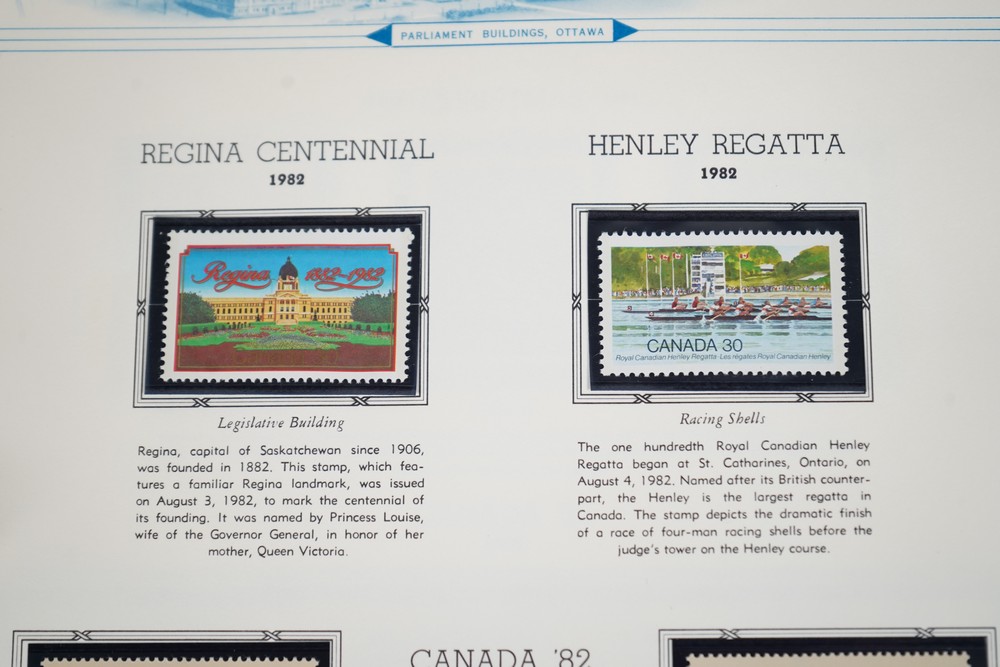 PARLIAMENT BUILDINGS, OTTAWA
REGINA CENTENNIAL
1982
Regina 1882-1982
Legislative Building
Regina, capital of Saskatchewan since 1906,
was founded in 1882. This stamp, which fea-
tures a familiar Regina landmark, was issued
on August 3, 1982, to mark the centennial of
its founding. It was named by Princess Louise,
wife of the Governor General, in honor of her
mother, Queen Victoria.
HENLEY REGATTA
1982
CANADA 30
Royal Canadian Henley Regatta·Les régates Royal Canadian Henley
Racing Shells
The one hundredth Royal Canadian Henley
Regatta began at St. Catharines, Ontario, on
August 4, 1982. Named after its British counter-
part, the Henley is the largest regatta in
Canada. The stamp depicts the dramatic finish
of a race of four-man racing shells before the
judge's tower on the Henley course.
CANADA '82